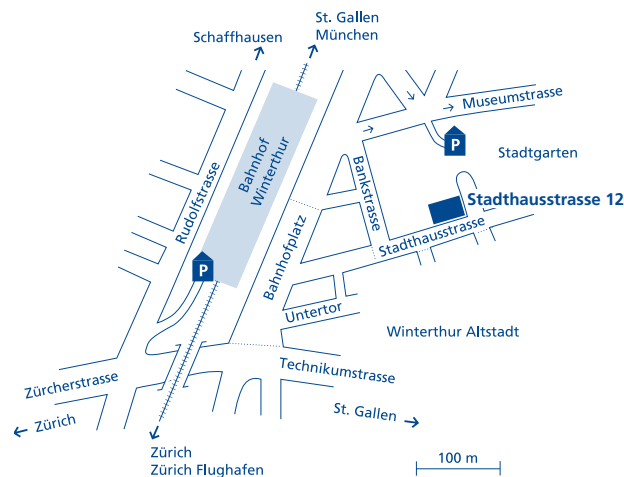 St. Gallen
München
Schaffhausen
Museumstrasse
P
Stadtgarten
Bahnhof
Winterthur
Rudolfstrasse
Bankstrasse
Stadthausstrasse 12
Stadthausstrasse
Bahnhofplatz
P
Untertor
Winterthur Altstadt
Technikumstrasse
Zürcherstrasse
St. Gallen
Zürich
Zürich
Zürich Flughafen
100 m